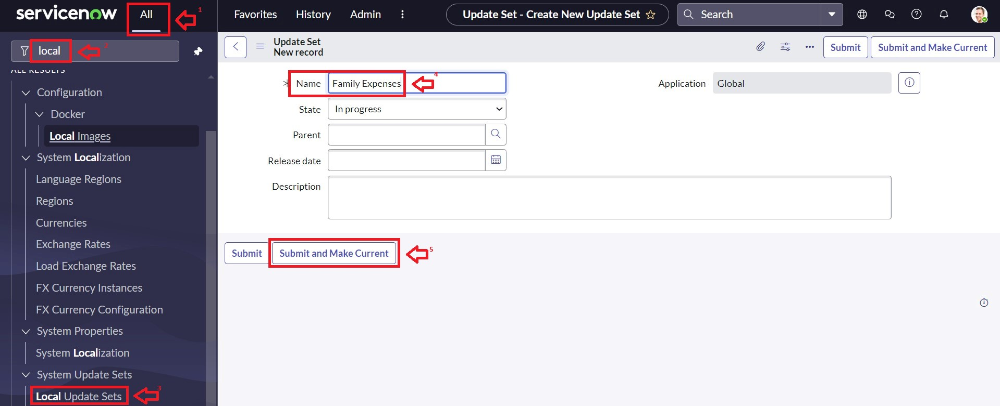 servicenow
All
1
Favorites
History
Admin
Update Set - Create New Update Set
Search
local
2
ALL RESULTS
Configuration
Docker
Local Images
System Localization
Language Regions
Regions
Currencies
Exchange Rates
Load Exchange Rates
FX Currency Instances
FX Currency Configuration
System Properties
System Localization
System Update Sets
Local Update Sets
3
Update Set
New record
Submit
Submit and Make Current
Name
Family Expenses
4
Application
Global
State
In progress
Parent
Release date
Description
Submit
Submit and Make Current
5